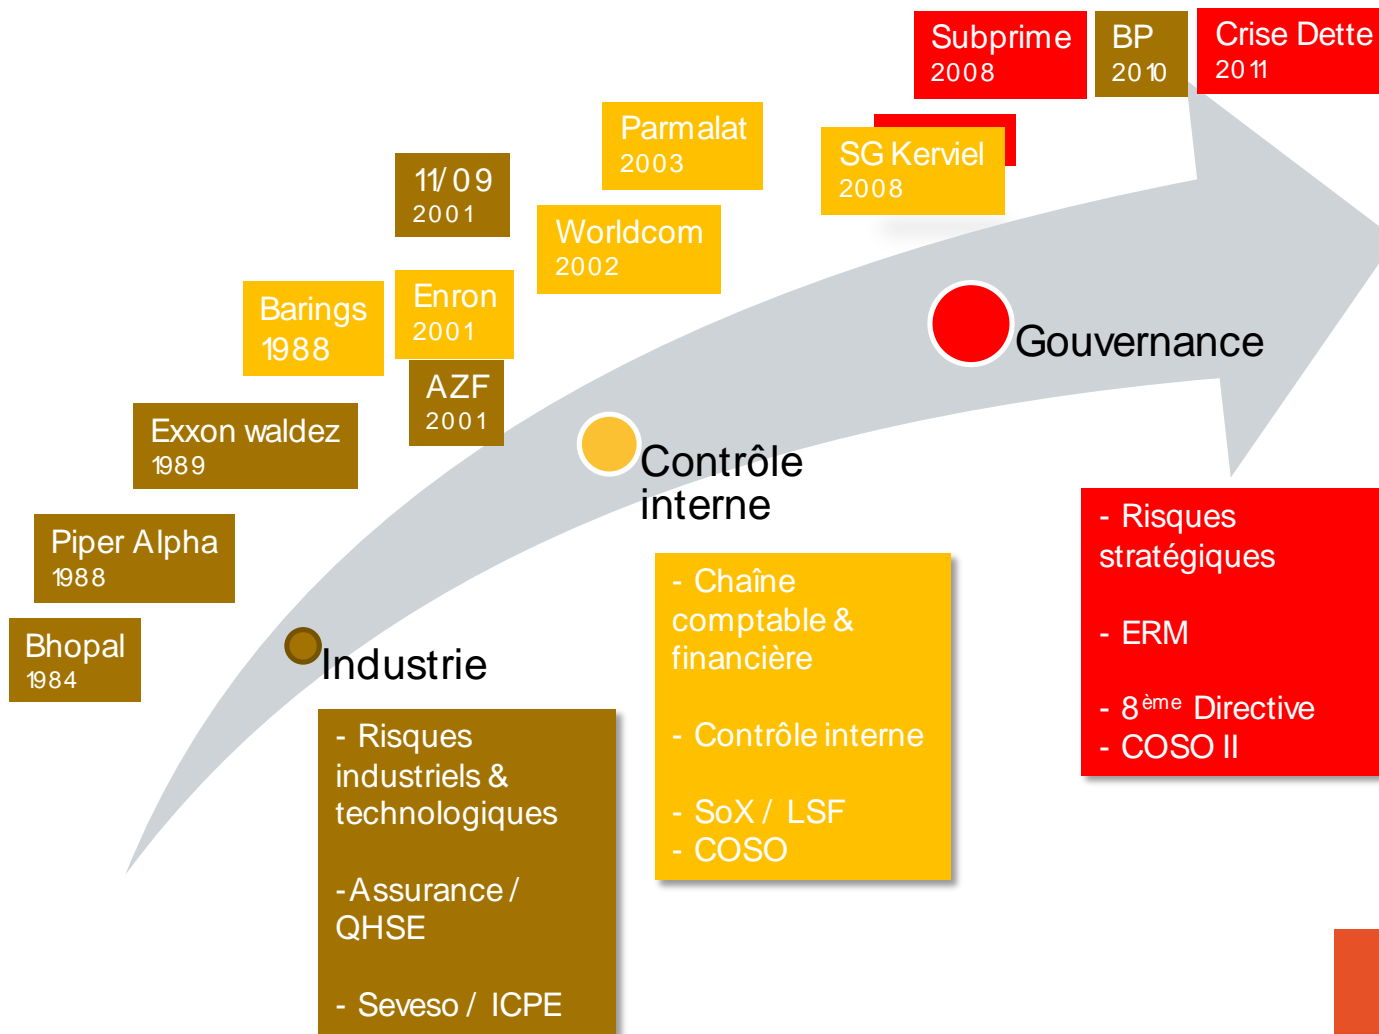 Subprime
2008
BP
2010
Crise Dette
2011
Parmalat
2003
SG Kerviel
2008
11/09
2001
Worldcom
2002
Barings
1988
Enron
2001
AZF
2001
Exxon waldez
1989
Piper Alpha
1988
Bhopal
1984
Gouvernance
Contrôle
interne
Industrie
- Risques
industriels &
technologiques
-Assurance /
QHSE
- Seveso / ICPE
- Chaîne
comptable &
financière
- Contrôle interne
- SoX / LSF
- COSO
- Risques
stratégiques
- ERM
- 8ème Directive
- COSO II